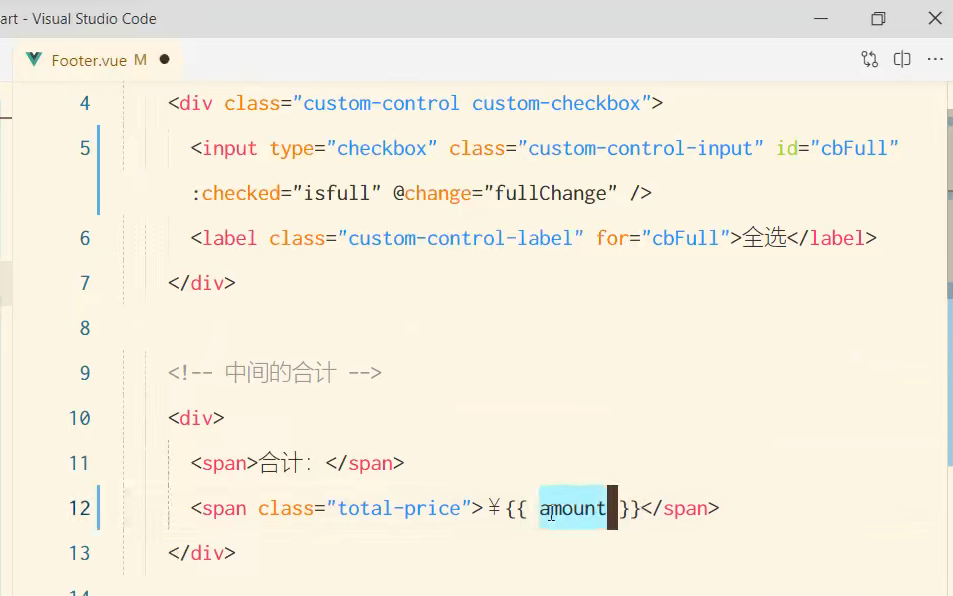 art - Visual Studio Code
Footer.vue M
4 <div class="custom-control custom-checkbox">
5 <input type="checkbox" class="custom-control-input" id="cbFull"
:checked="isfull" @change="fullChange" />
6 <label class="custom-control-label" for="cbFull">全选</label>
7 </div>
8
9 <!-- 中间的合计 -->
10 <div>
11 <span>合计：</span>
12 <span class="total-price">¥{{ amount }}</span>
13 </div>